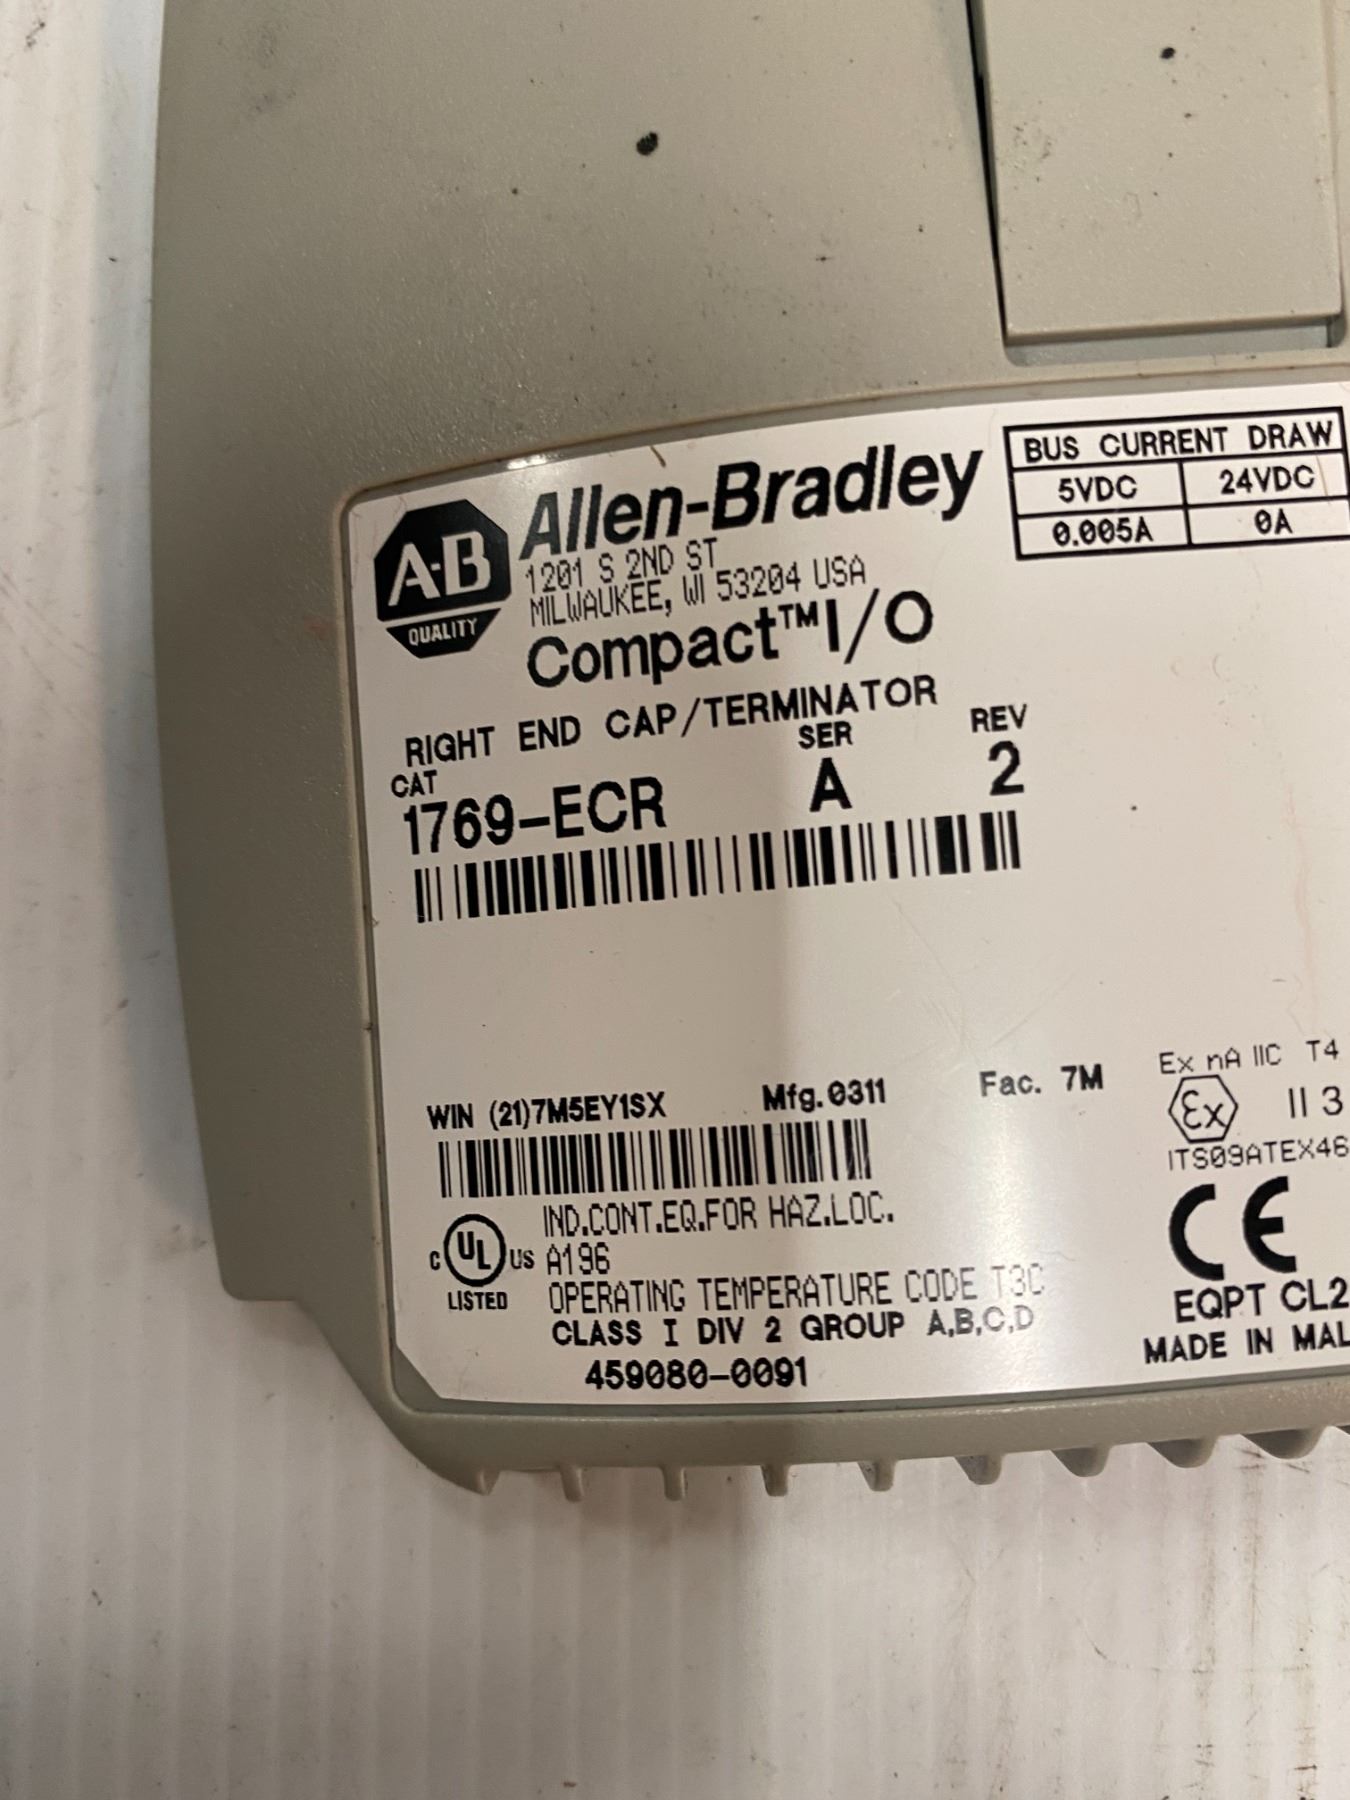 A-B
QUALITY
Allen-Bradley
1201 S 2ND ST
MILWAUKEE, WI 53204 USA
Compact™ I/O
BUS CURRENT DRAW
5VDC 24VDC
0.005A 0A
RIGHT END CAP/TERMINATOR
CAT SER REV
1769-ECR A 2
WIN (21)7M5EY1SX Mfg.0311 Fac. 7M
Ex nA IIC T4
Ex II 3
ITS09ATEX46
C UL US
LISTED
IND.CONT.EQ.FOR HAZ.LOC.
A196
OPERATING TEMPERATURE CODE T3C
CLASS I DIV 2 GROUP A,B,C,D
459080-0091
CE
EQPT CL2
MADE IN MAL